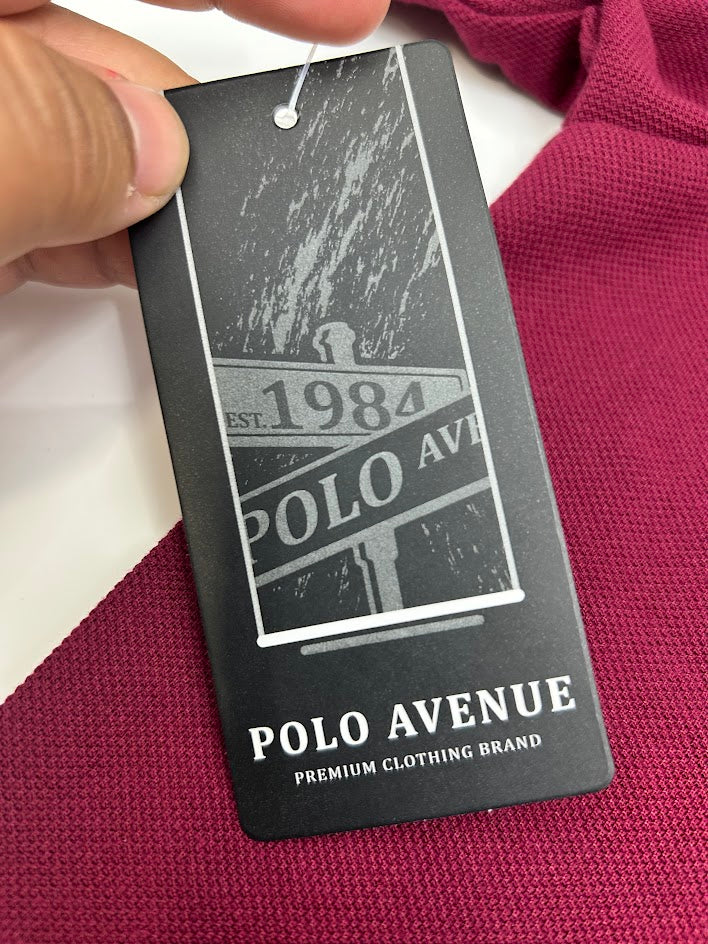 EST. 1984
POLO AVE
POLO AVENUE
PREMIUM CLOTHING BRAND